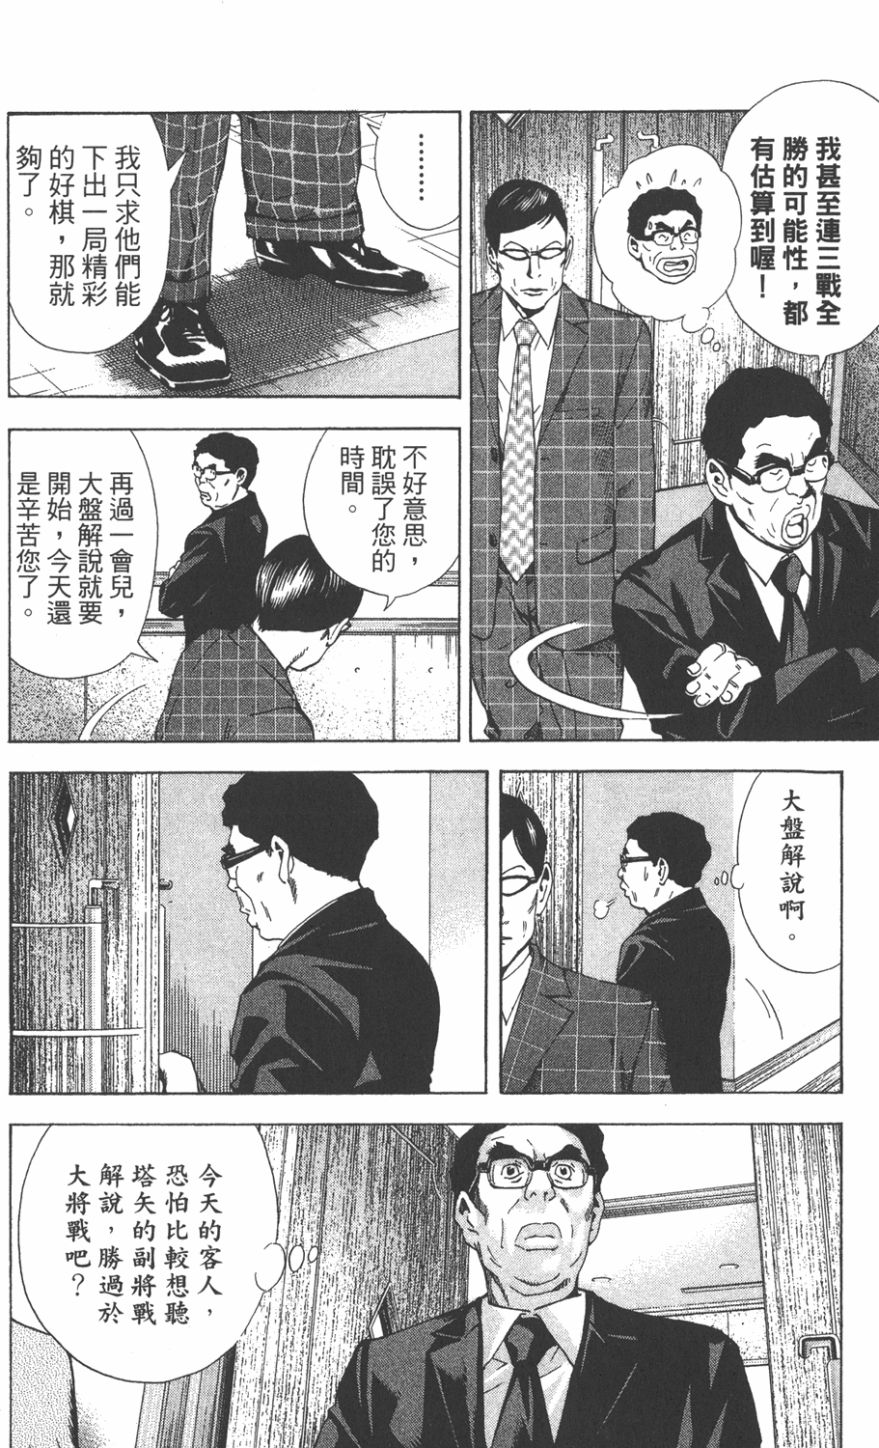 我甚至連三戰全
勝的可能性，都
有估算到喔！
………
我只求他們能
下出一局精彩
的好棋，那就
夠了。
不好意思，
耽誤了您的
時間。
再過一會兒，
大盤解說就要
開始，今天還
是辛苦您了。
大盤解說啊。
今天的客人，
恐怕比較想聽
塔矢的副將戰
解說，勝過於
大將戰吧？